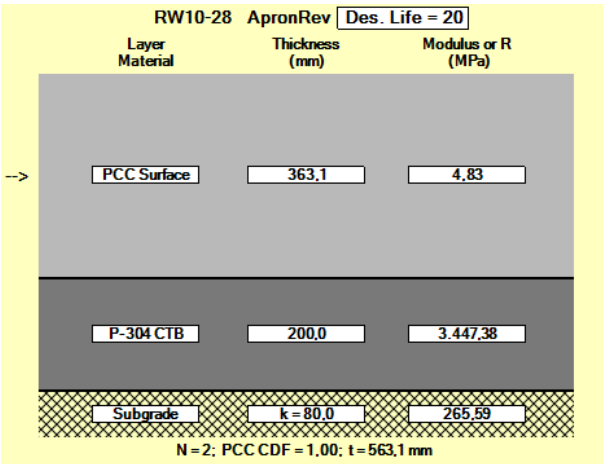 RW10-28 ApronRev Des. Life = 20
Layer Material Thickness (mm) Modulus or R (MPa)
--> PCC Surface 363,1 4,83
P-304 CTB 200,0 3.447,38
Subgrade k = 80,0 265,59
N = 2; PCC CDF = 1,00; t = 563,1 mm